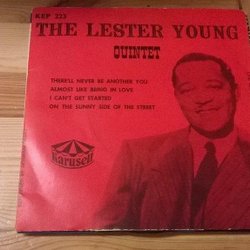 KEP 223
THE LESTER YOUNG
QUINTET
THERE'LL NEVER BE ANOTHER YOU
ALMOST LIKE BEING IN LOVE
I CAN'T GET STARTED
ON THE SUNNY SIDE OF THE STREET
Karusell